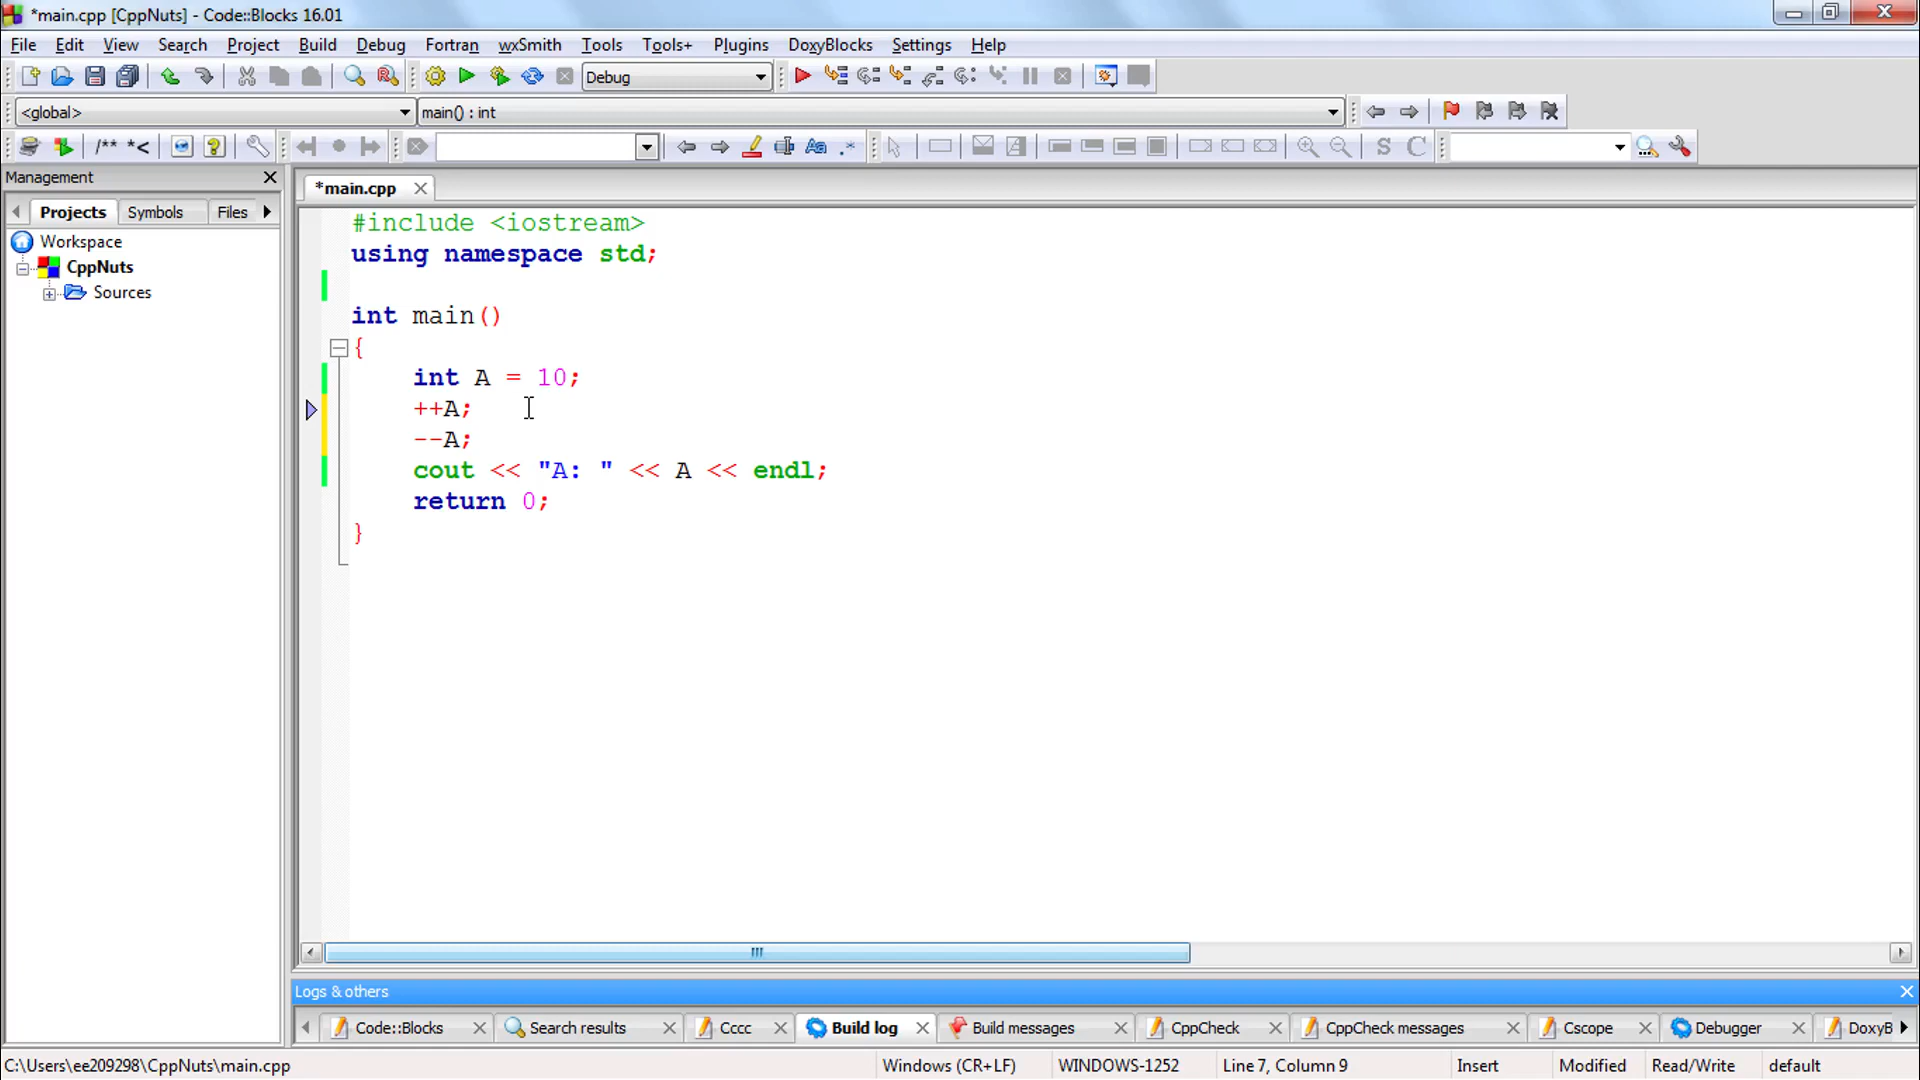 *main.cpp [CppNuts] - Code::Blocks 16.01
File Edit View Search Project Build Debug Fortran wxSmith Tools Tools+ Plugins DoxyBlocks Settings Help
Debug
<global> main() : int
/** *<
Management
*main.cpp
Projects Symbols Files
Workspace
CppNuts
Sources
#include <iostream>
using namespace std;
int main()
{
int A = 10;
++A;
--A;
cout << "A: " << A << endl;
return 0;
}
Logs & others
Code::Blocks Search results Cccc Build log Build messages CppCheck CppCheck messages Cscope Debugger DoxyB
C:\Users\ee209298\CppNuts\main.cpp Windows (CR+LF) WINDOWS-1252 Line 7, Column 9 Insert Modified Read/Write default